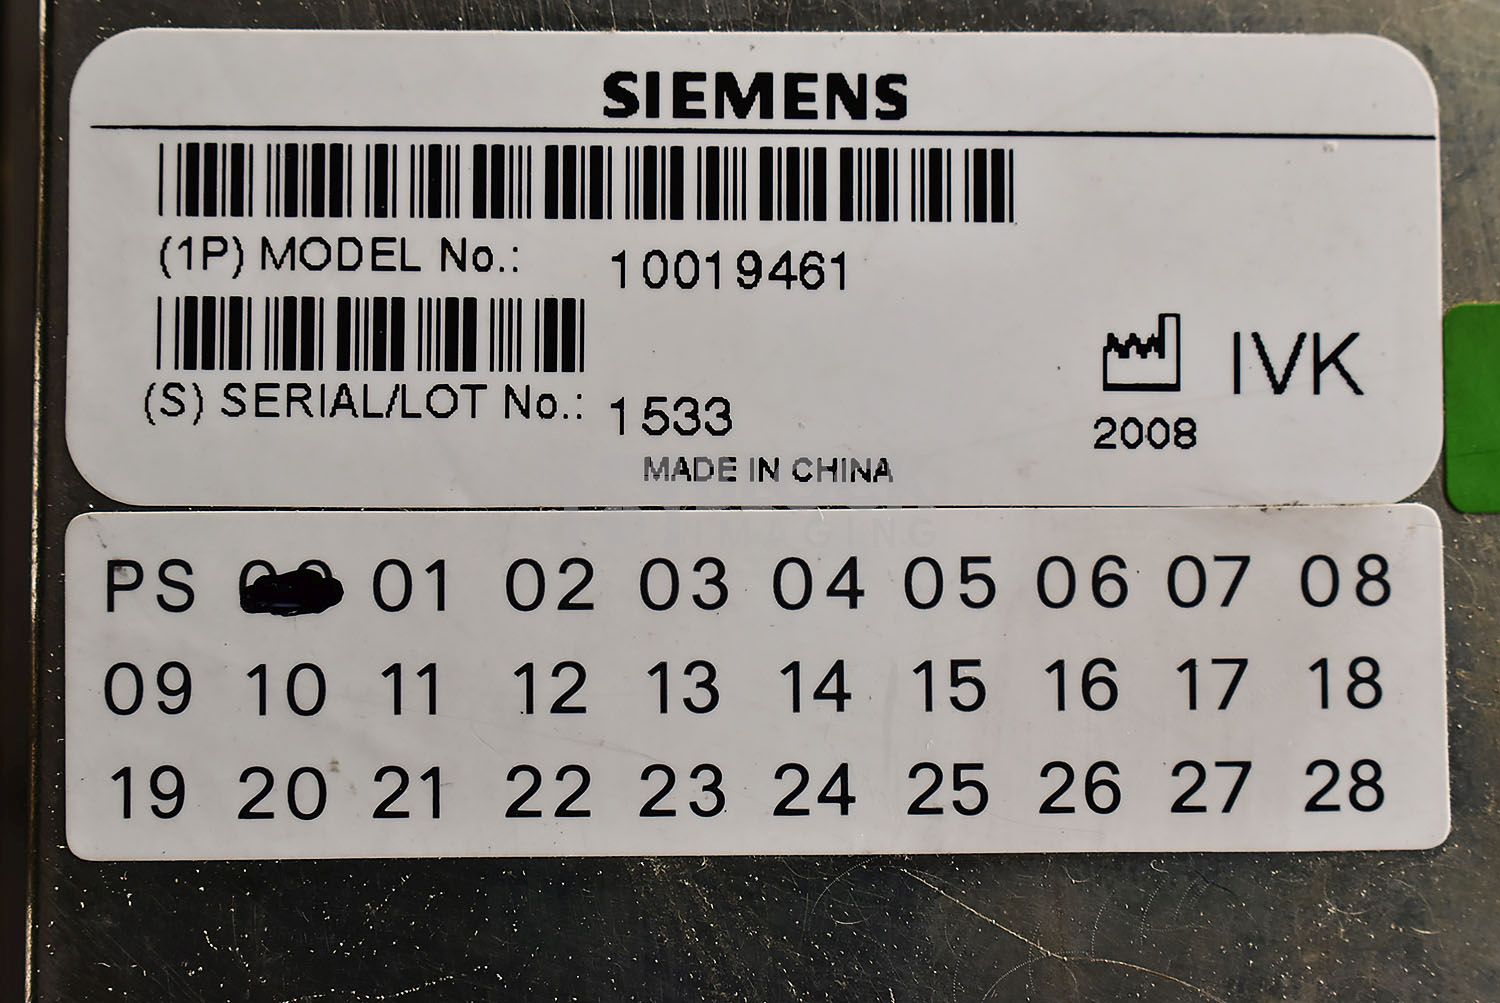 SIEMENS
(1P) MODEL No.: 10019461
(S) SERIAL/LOT No.: 1533
IVK
2008
MADE IN CHINA
IMAGING
PS 01 02 03 04 05 06 07 08
09 10 11 12 13 14 15 16 17 18
19 20 21 22 23 24 25 26 27 28